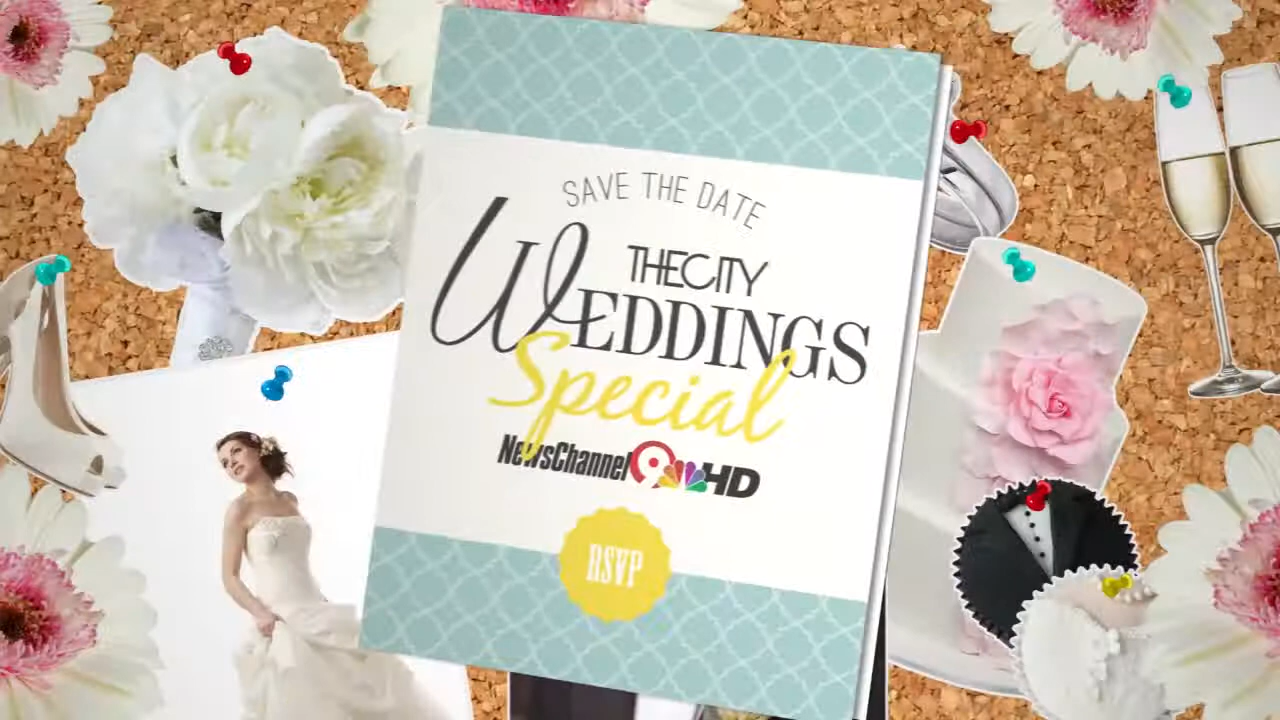 SAVE THE DATE
THE CITY
WEDDINGS
Special
NewsChannel 9 HD
RSVP